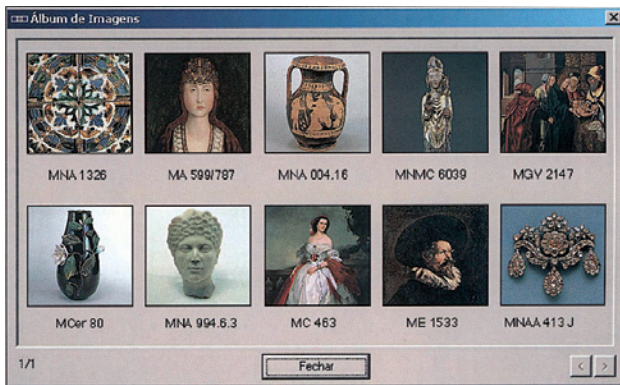 Álbum de Imagens
MNA 1326
MA 599/787
MNA 004.16
MNMC 6039
MGV 2147
MCer 80
MNA 994.6.3
MC 463
ME 1533
MNAA 413 J
1/1
Fechar